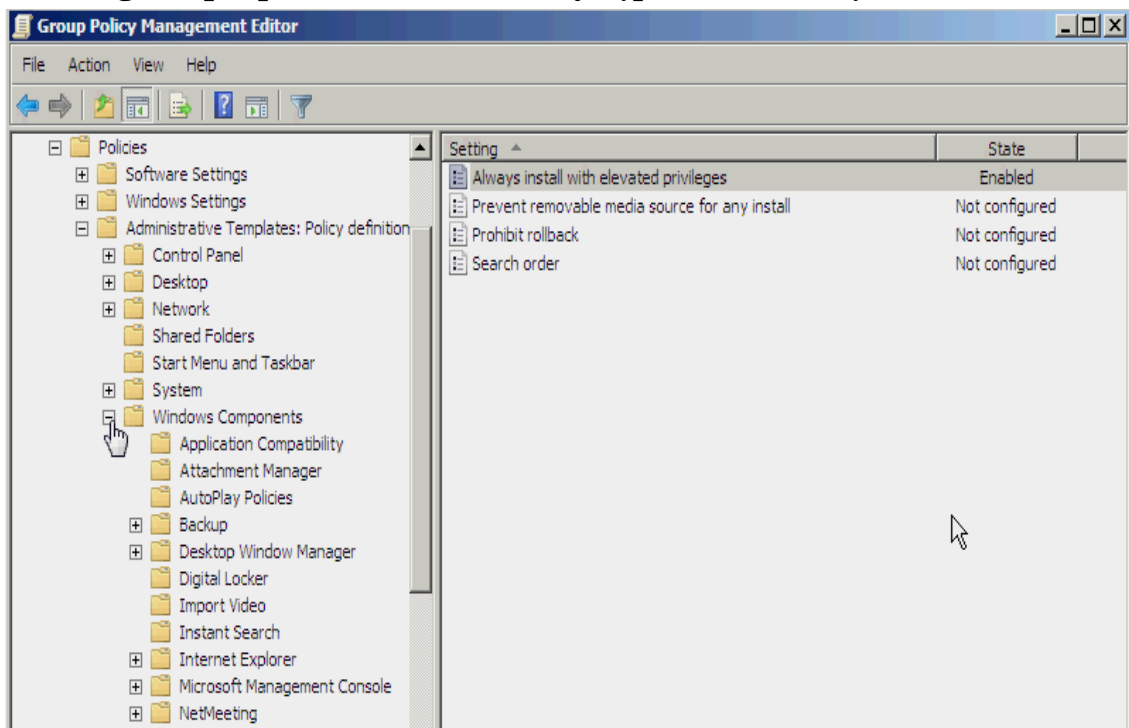 Group Policy Management Editor
File Action View Help
Policies
Software Settings
Windows Settings
Administrative Templates: Policy definition
Control Panel
Desktop
Network
Shared Folders
Start Menu and Taskbar
System
Windows Components
Application Compatibility
Attachment Manager
AutoPlay Policies
Backup
Desktop Window Manager
Digital Locker
Import Video
Instant Search
Internet Explorer
Microsoft Management Console
NetMeeting
Setting State
Always install with elevated privileges Enabled
Prevent removable media source for any install Not configured
Prohibit rollback Not configured
Search order Not configured